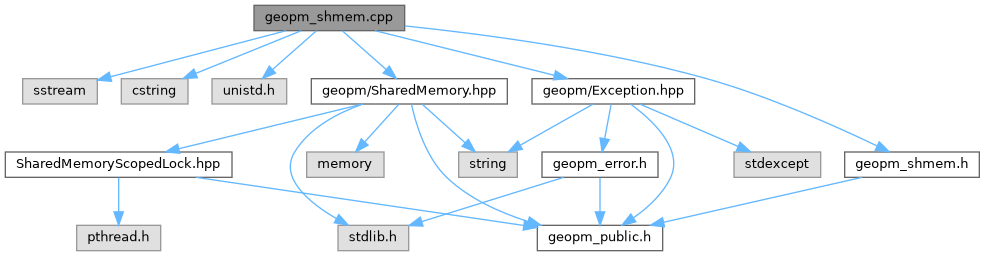 geopm_shmem.cpp
sstream
cstring
unistd.h
geopm/SharedMemory.hpp
geopm/Exception.hpp
SharedMemoryScopedLock.hpp
memory
string
geopm_error.h
stdexcept
geopm_shmem.h
pthread.h
stdlib.h
geopm_public.h